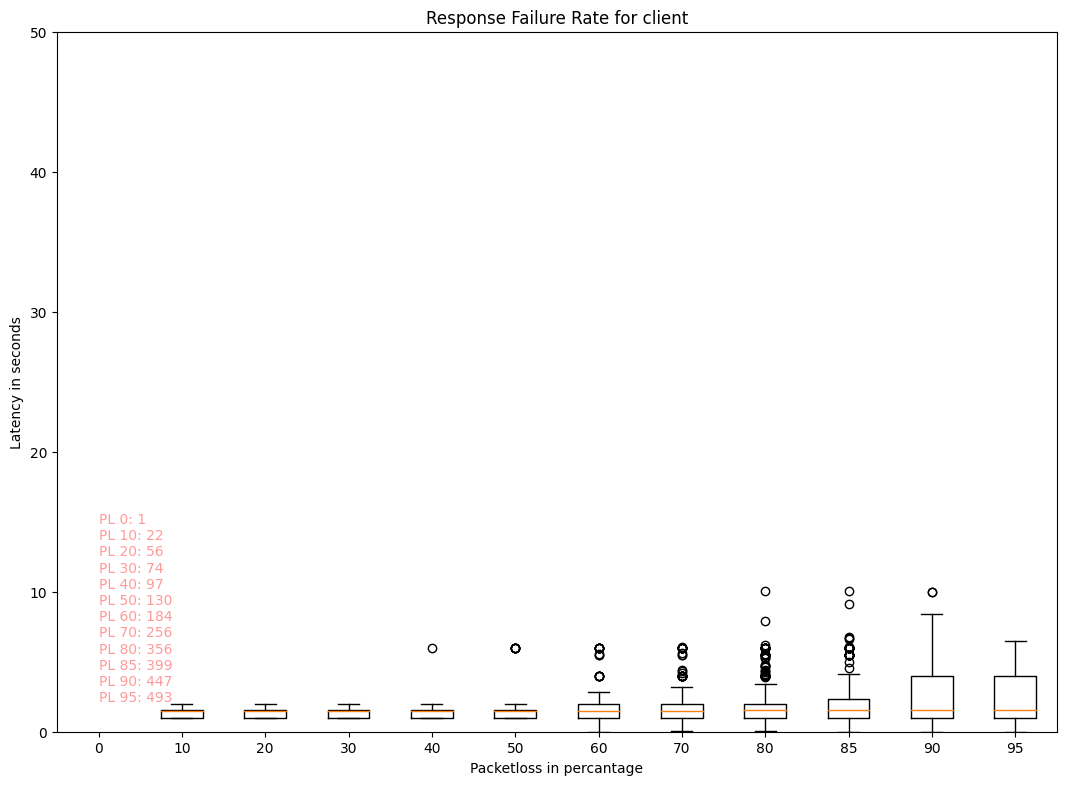 Response Failure Rate for client
50
40
30
20
10
0
Latency in seconds
PL 0: 1
PL 10: 22
PL 20: 56
PL 30: 74
PL 40: 97
PL 50: 130
PL 60: 184
PL 70: 256
PL 80: 356
PL 85: 399
PL 90: 447
PL 95: 493
0 10 20 30 40 50 60 70 80 85 90 95
Packetloss in percantage